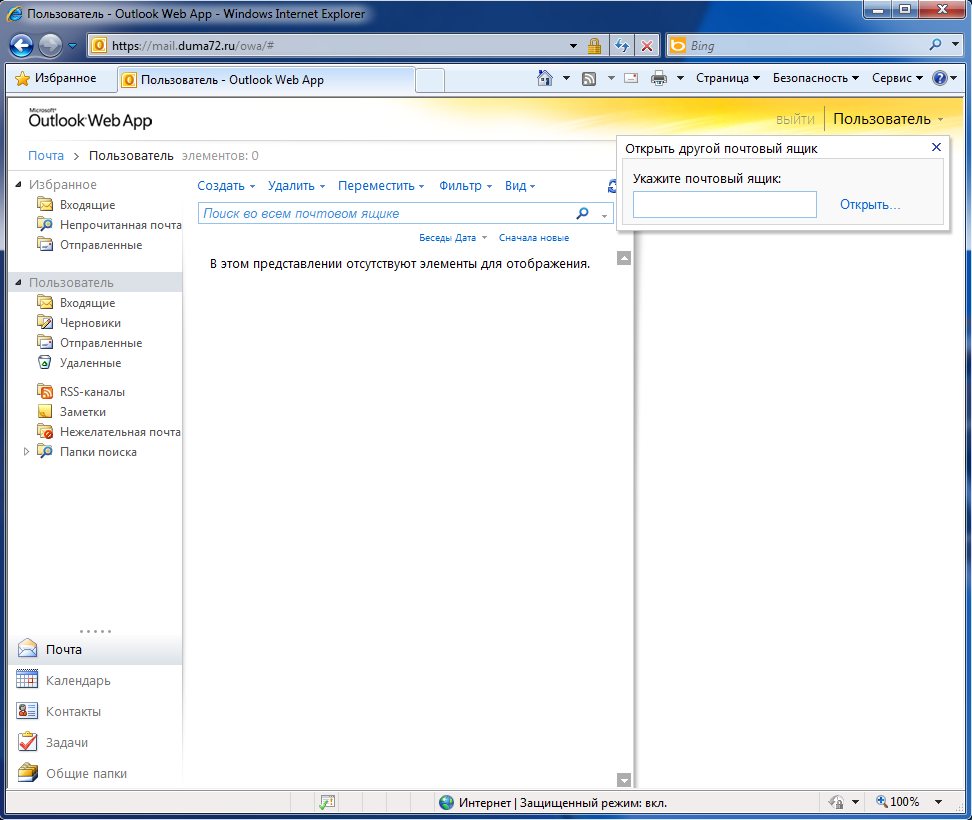 Пользователь - Outlook Web App - Windows Internet Explorer
https://mail.duma72.ru/owa/#
Bing
Избранное
Пользователь - Outlook Web App
Страница
Безопасность
Сервис
Microsoft®
Outlook Web App
выйти
Пользователь
Открыть другой почтовый ящик
Укажите почтовый ящик:
Открыть...
Почта > Пользователь элементов: 0
Избранное
Входящие
Непрочитанная почта
Отправленные
Пользователь
Входящие
Черновики
Отправленные
Удаленные
RSS-каналы
Заметки
Нежелательная почта
Папки поиска
Создать Удалить Переместить Фильтр Вид
Поиск во всем почтовом ящике
Беседы Дата Сначала новые
В этом представлении отсутствуют элементы для отображения.
Почта
Календарь
Контакты
Задачи
Общие папки
Интернет | Защищенный режим: вкл.
100%